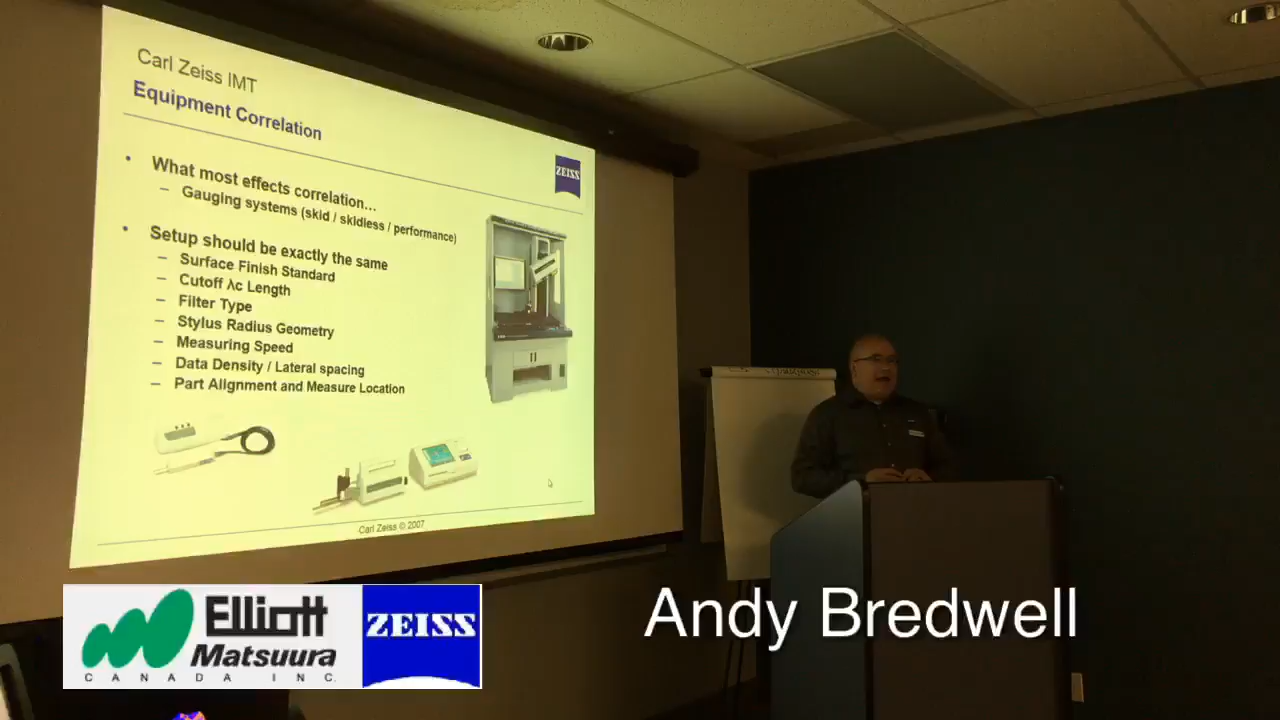 Carl Zeiss IMT
Equipment Correlation
ZEISS
• What most effects correlation…
– Gauging systems (skid / skidless / performance)
• Setup should be exactly the same
– Surface Finish Standard
– Cutoff λc Length
– Filter Type
– Stylus Radius Geometry
– Measuring Speed
– Data Density / Lateral spacing
– Part Alignment and Measure Location
Carl Zeiss © 2007
Elliott
Matsuura
CANADA INC.
ZEISS
Andy Bredwell